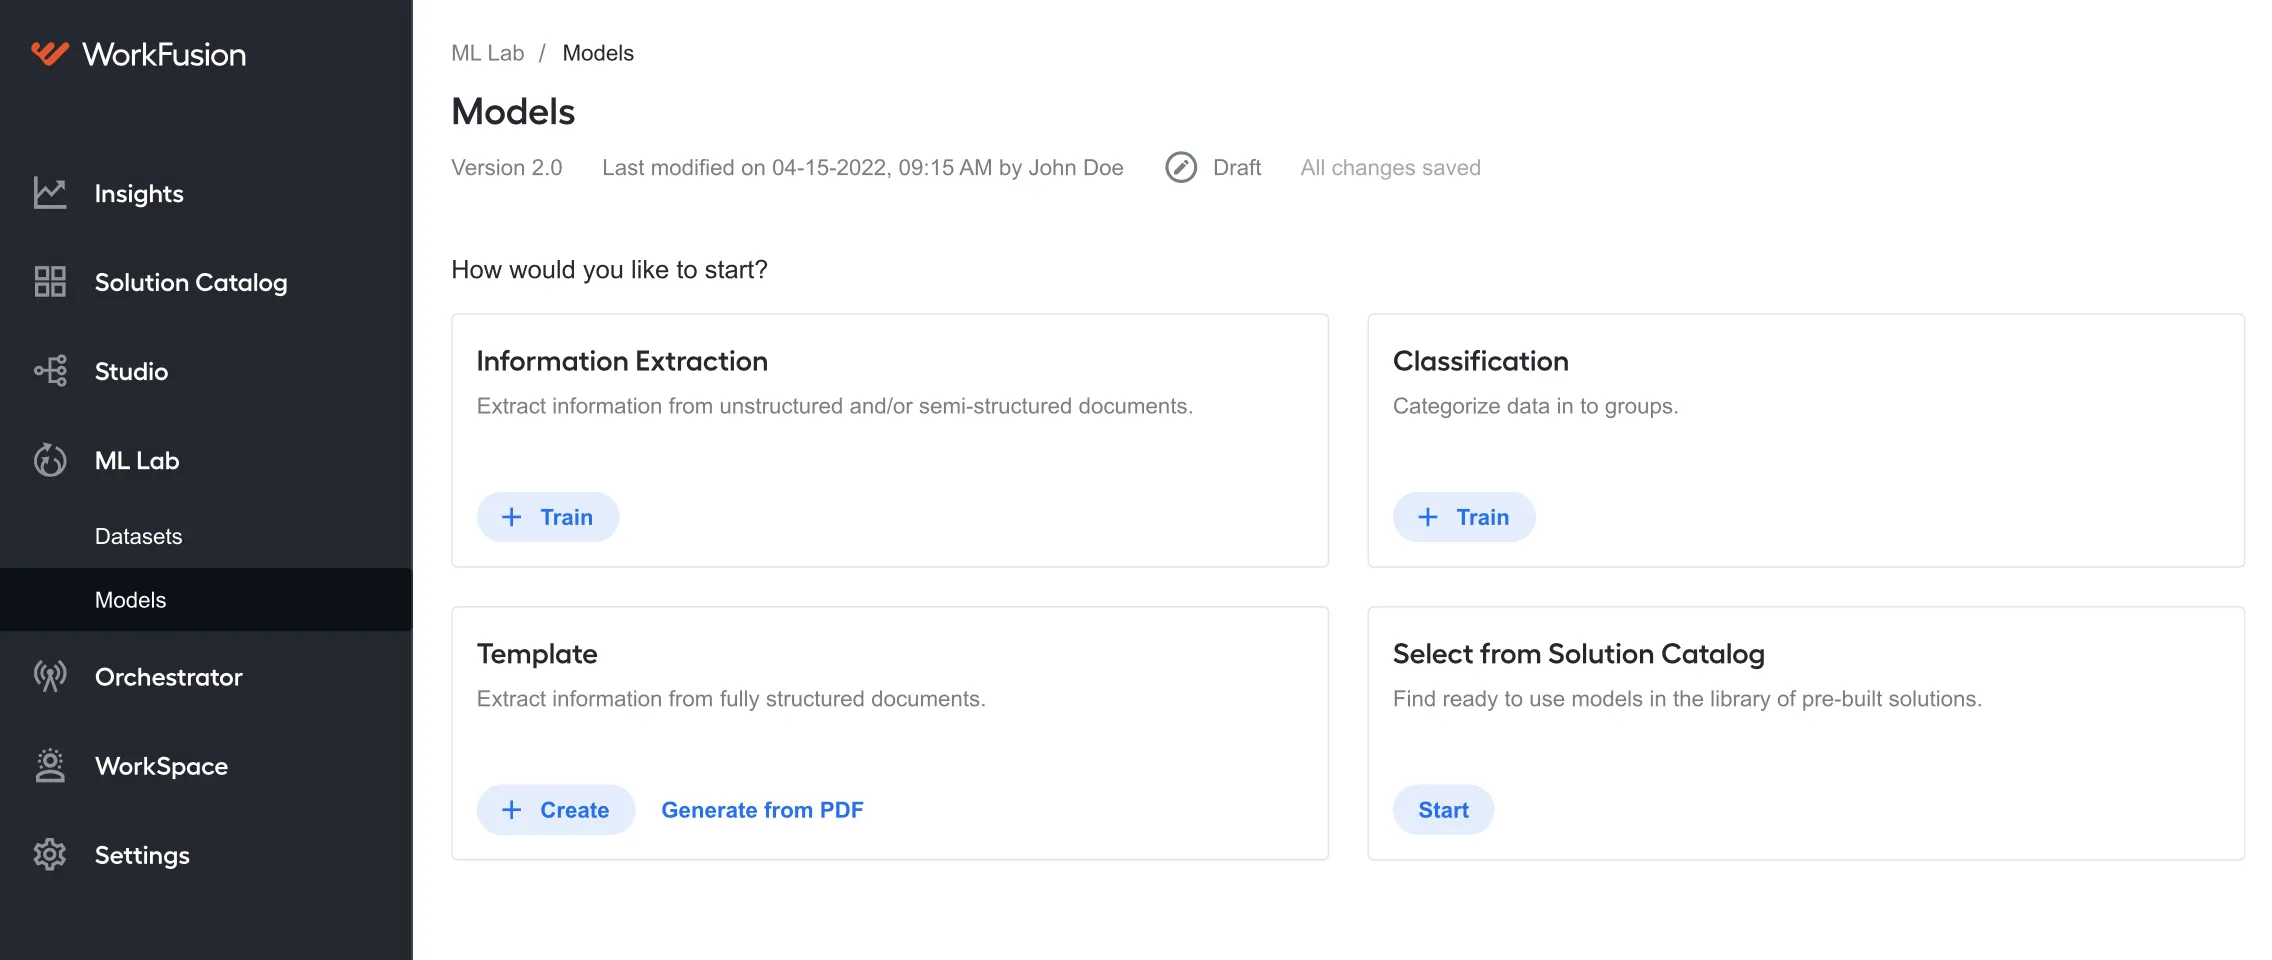 WorkFusion
Insights
Solution Catalog
Studio
ML Lab
Datasets
Models
Orchestrator
WorkSpace
Settings
ML Lab / Models
Models
Version 2.0 Last modified on 04-15-2022, 09:15 AM by John Doe Draft All changes saved
How would you like to start?
Information Extraction
Extract information from unstructured and/or semi-structured documents.
+ Train
Classification
Categorize data in to groups.
+ Train
Template
Extract information from fully structured documents.
+ Create Generate from PDF
Select from Solution Catalog
Find ready to use models in the library of pre-built solutions.
Start